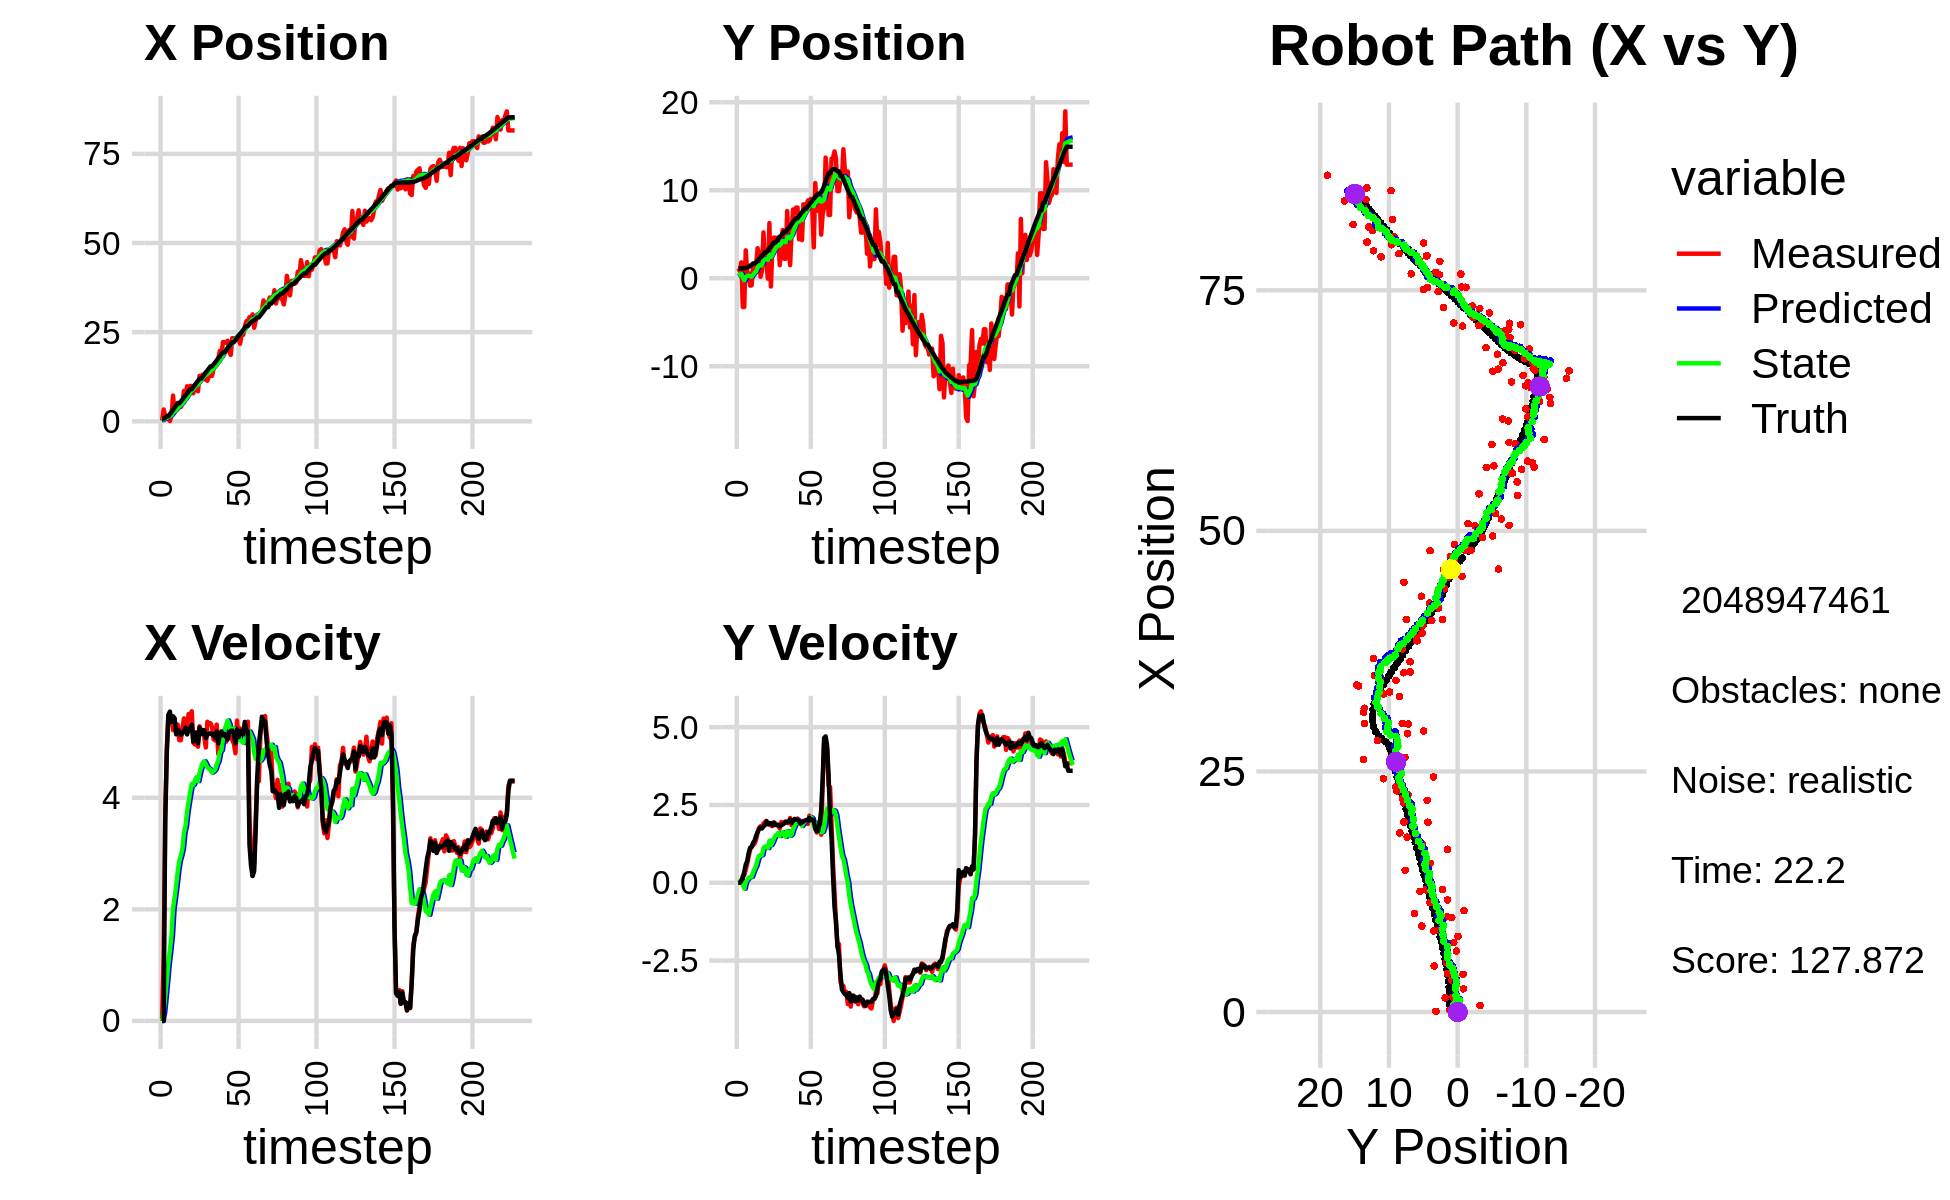 X Position
75
50
25
0
0
50
100
150
200
timestep
Y Position
20
10
0
-10
0
50
100
150
200
timestep
X Velocity
4
2
0
0
50
100
150
200
timestep
Y Velocity
5.0
2.5
0.0
-2.5
0
50
100
150
200
timestep
Robot Path (X vs Y)
X Position
75
50
25
0
20 10 0 -10 -20
Y Position
variable
Measured
Predicted
State
Truth
2048947461
Obstacles: none
Noise: realistic
Time: 22.2
Score: 127.872